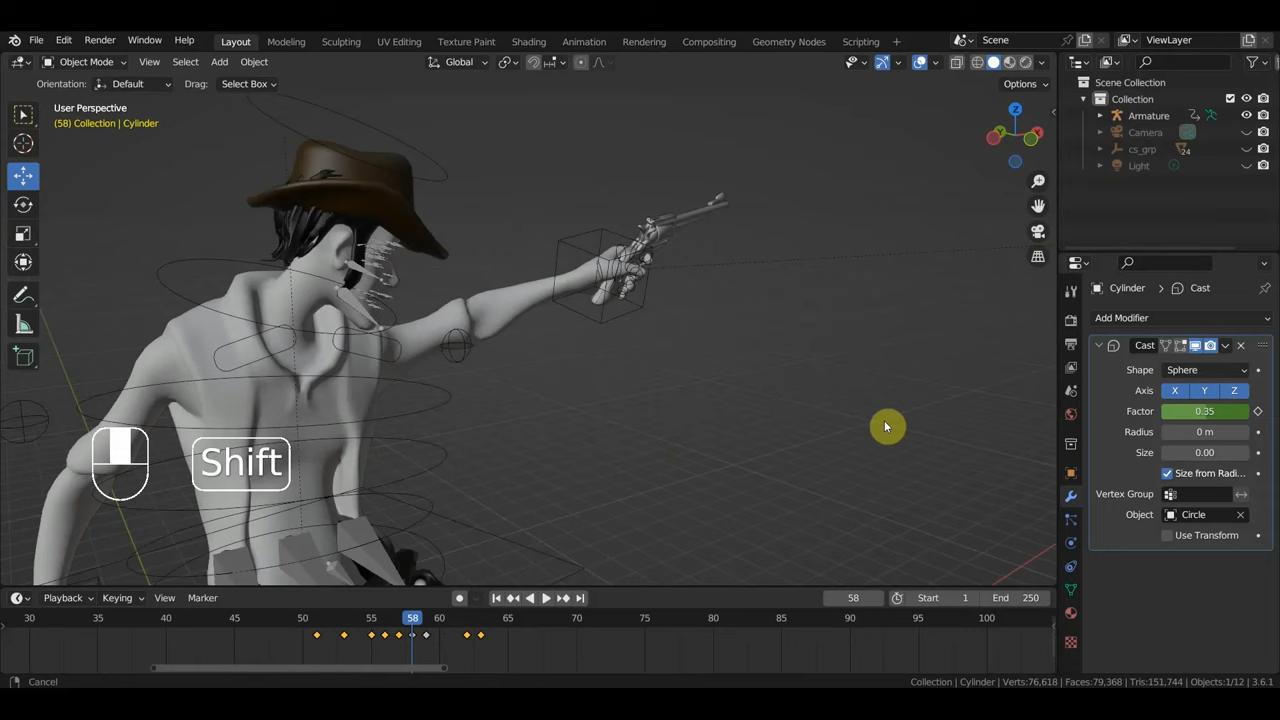 File Edit Render Window Help Layout Modeling Sculpting UV Editing Texture Paint Shading Animation Rendering Compositing Geometry Nodes Scripting + Scene ViewLayer
Object Mode View Select Add Object Global
Orientation: Default Drag: Select Box Options
User Perspective
(58) Collection | Cylinder
Z
Y
X
Scene Collection
Collection
Armature
Camera
cs_grp 24
Light
Cylinder > Cast
Add Modifier
Cast
Shape Sphere
Axis X Y Z
Factor 0.35
Radius 0 m
Size 0.00
Size from Radi...
Vertex Group
Object Circle
Use Transform
Shift
Playback Keying View Marker 58 Start 1 End 250
30 40 45 50 55 58 60 65 70 75 80 85 90 95 100
Cancel Collection | Cylinder | Verts:76,618 | Faces:79,368 | Tris:151,744 | Objects:1/12 | 3.6.1